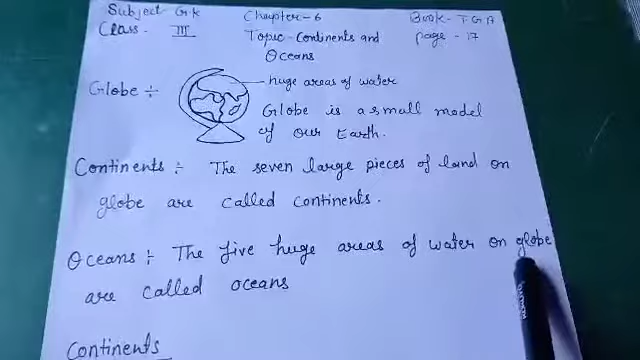 Subject - G.K Chapter - 6 Book - T.G.A
Class - III Topic - Continents and page - 17
Oceans
Globe ÷ huge areas of water
Globe is a small model
of our Earth.
Continents ÷ The seven large pieces of land on
globe are called continents.
Oceans ÷ The five huge areas of water on globe
are called oceans
Continents